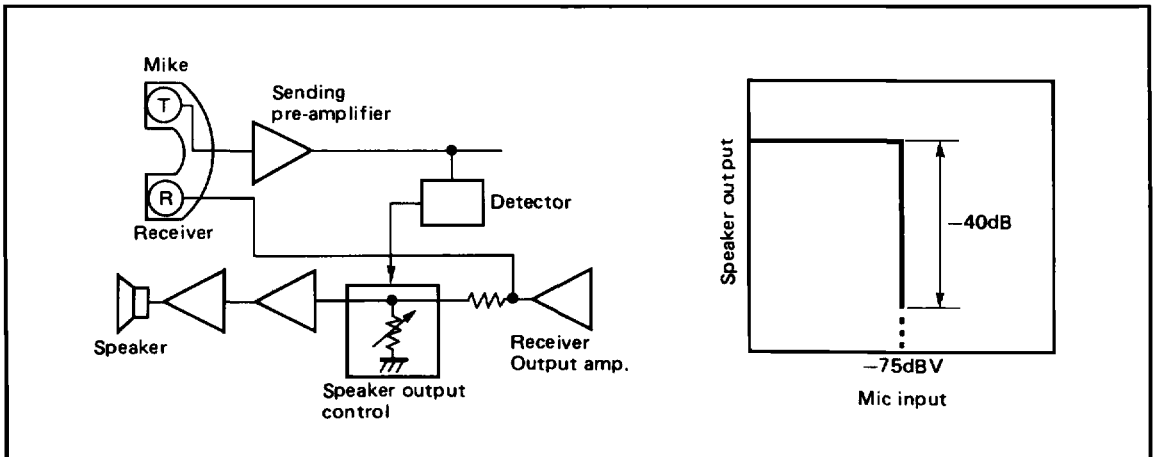 Mike
Sending
pre-amplifier
T
R
Receiver
Detector
Speaker
Speaker output
control
Receiver
Output amp.
Speaker output
−40dB
−75dBV
Mic input